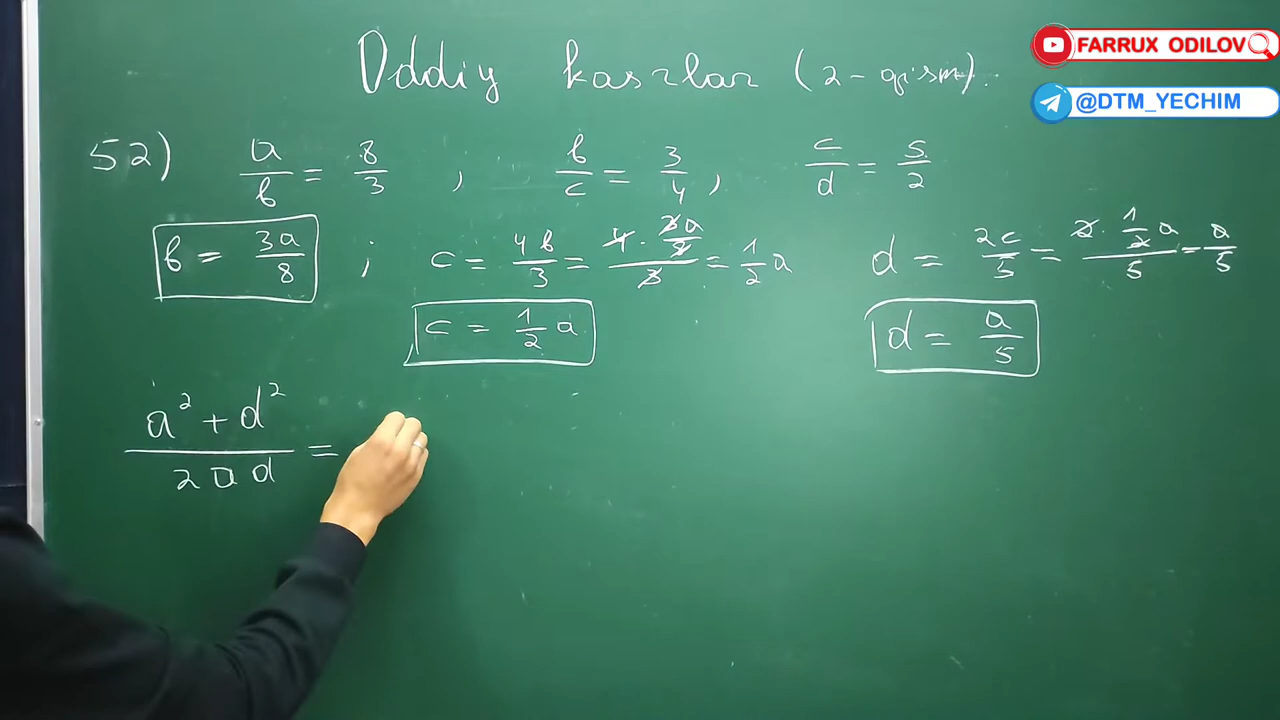 FARRUX ODILOV
@DTM_YECHIM
Oddiy kasrlar (2-qism).
52) a/b = 8/3 , b/c = 3/4, c/d = 5/2
b = 3a/8 ; c = 4b/3 = (4 · 3a/8)/3 = 1/2 a d = 2c/5 = (2 · 1/2 a)/5 = a/5
c = 1/2 a d = a/5
(a² + d²)/(2ad) =